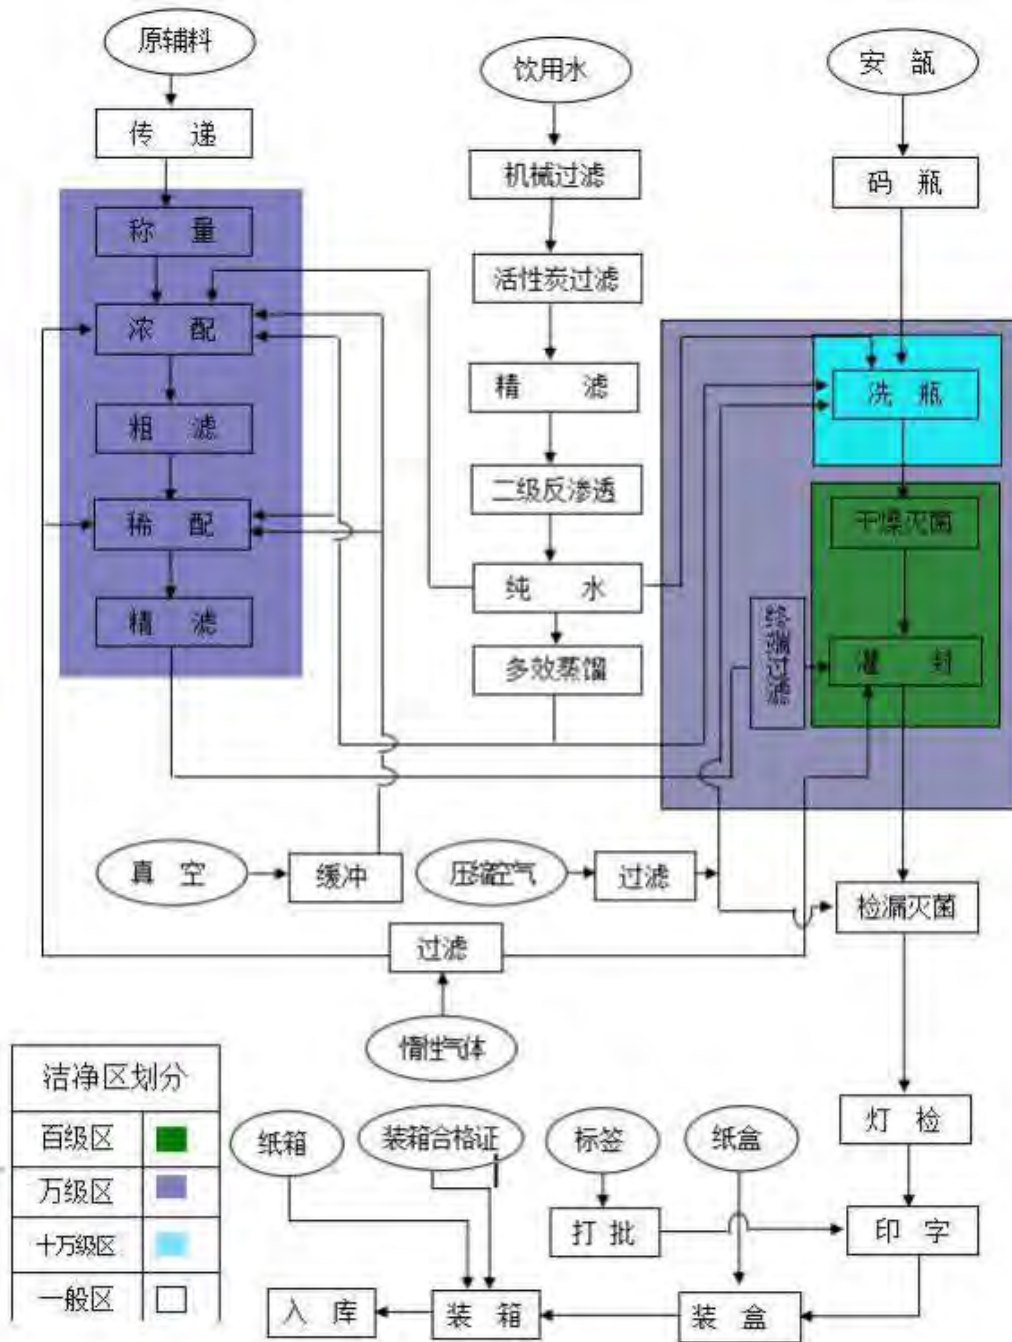 原辅料
饮用水
安 瓿
传 递
机械过滤
码 瓶
称 量
活性炭过滤
浓 配
精 滤
洗 瓶
粗 滤
二级反渗透
稀 配
干燥灭菌
纯 水
精 滤
终端过滤
灌 封
多效蒸馏
真 空
缓冲
压缩空气
过滤
检漏灭菌
过滤
惰性气体
洁净区划分
百级区
万级区
十万级区
一般区
纸箱
装箱合格证
标签
纸盒
灯 检
打 批
印 字
入 库
装 箱
装 盒